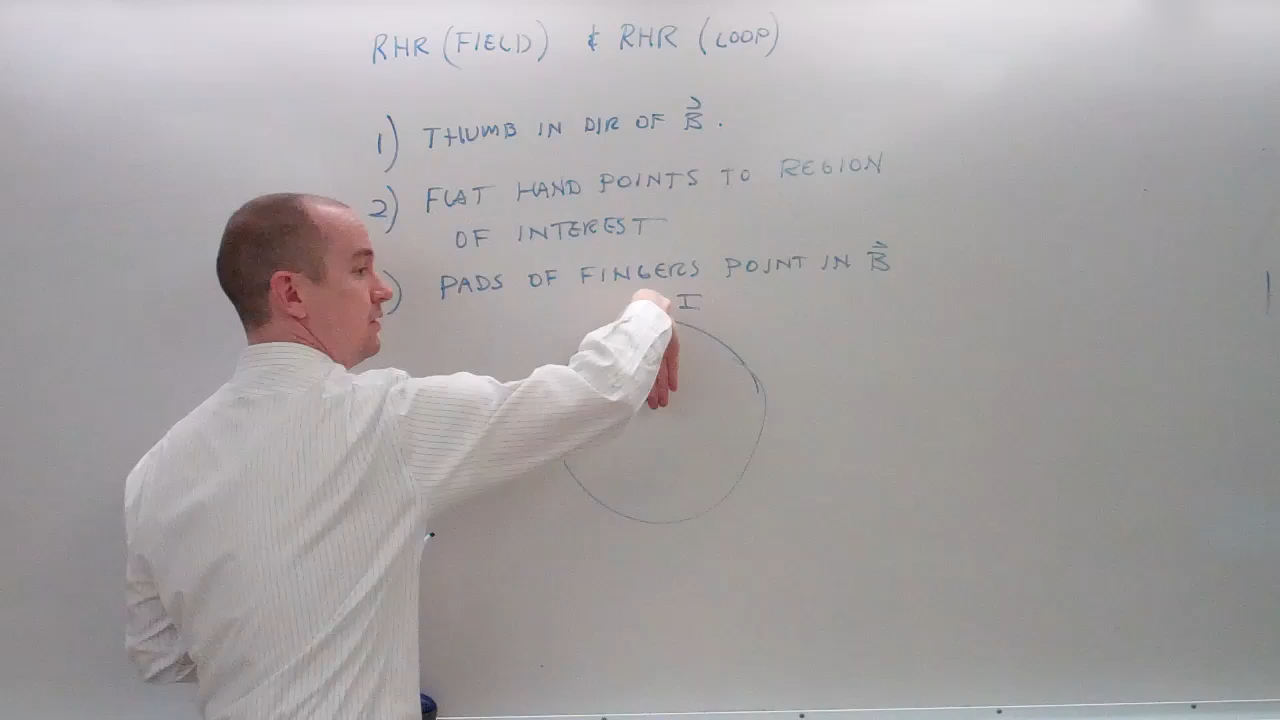 RHR (FIELD) & RHR (LOOP)
1) THUMB IN DIR OF B⃗.
2) FLAT HAND POINTS TO REGION
OF INTEREST
) PADS OF FINGERS POINT IN B⃗
I